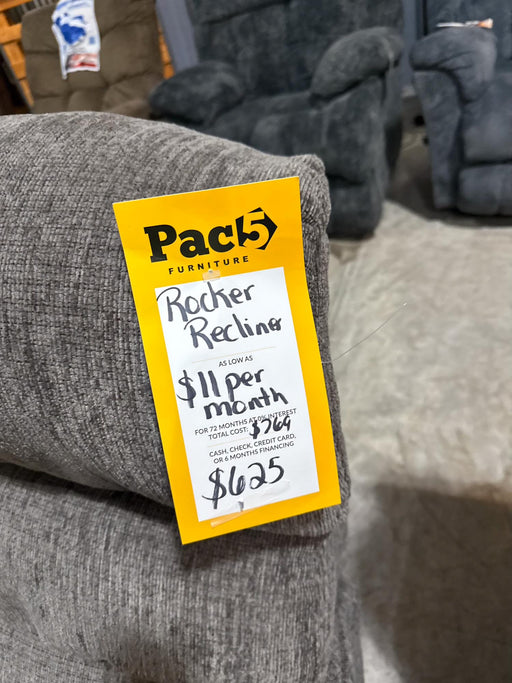 Pac5
FURNITURE
Rocker
Recliner
AS LOW AS
$11 per
month
FOR 72 MONTHS AT 0% INTEREST
TOTAL COST: $769
CASH, CHECK, CREDIT CARD,
OR 6 MONTHS FINANCING
$625